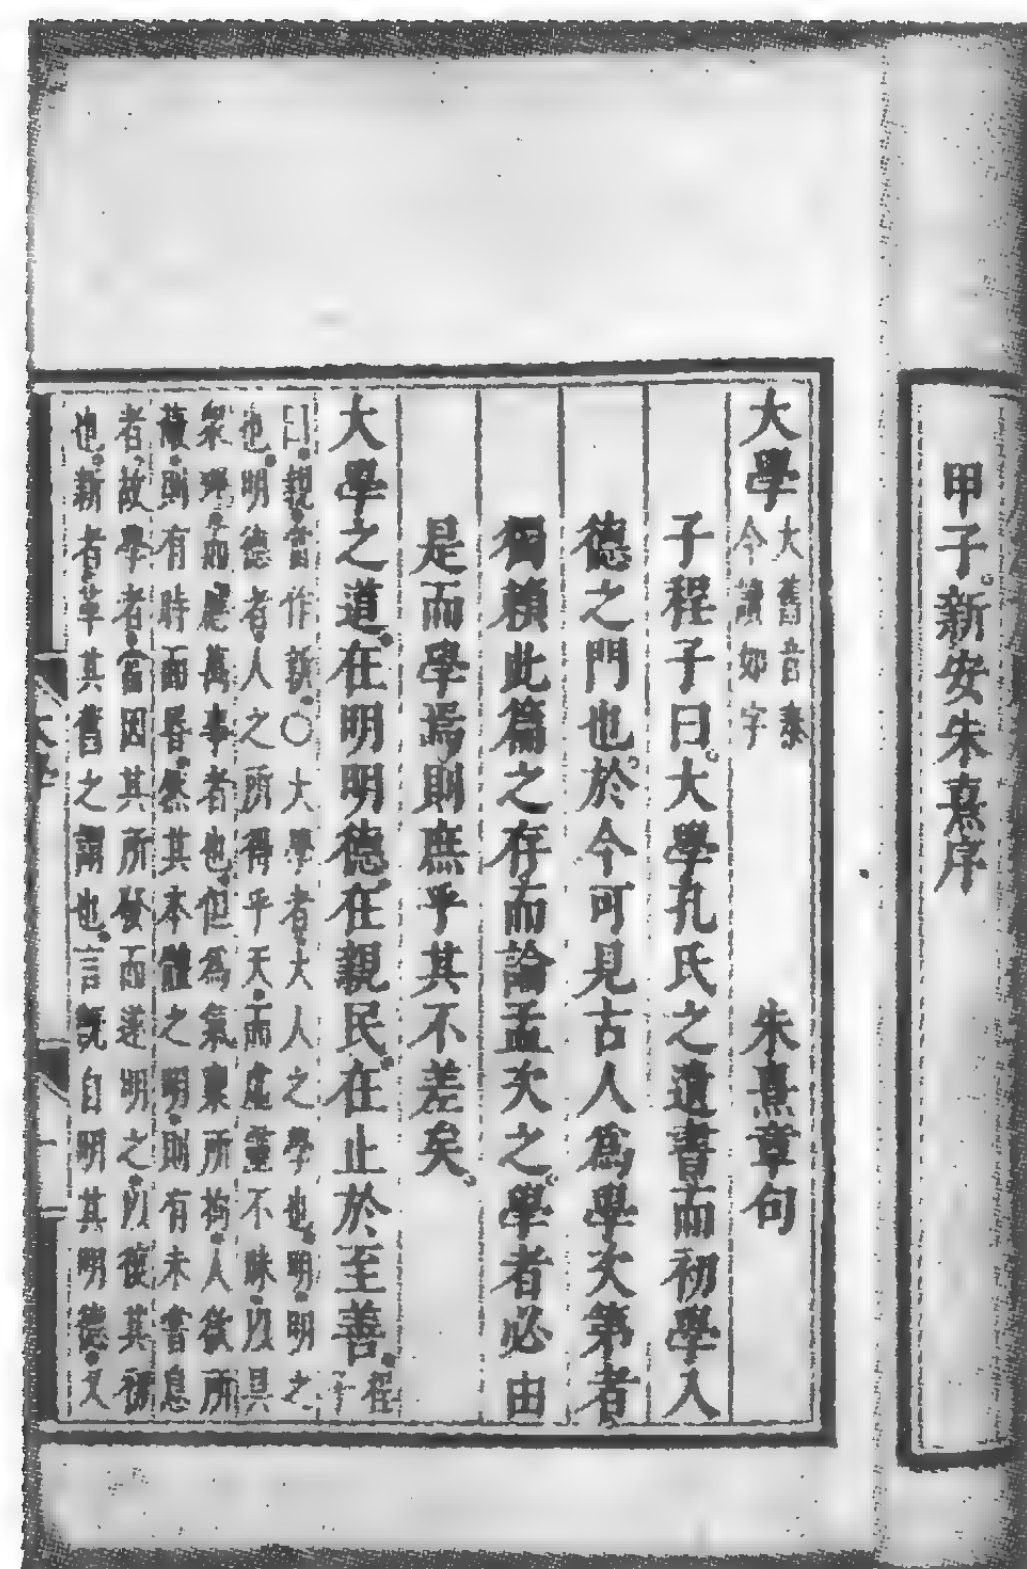 甲子新安朱熹序
大學
大舊音泰
今讀如字
朱熹章句
子程子曰大學孔氏之遺書而初學入
德之門也於今可見古人為學次第者
獨賴此篇之存而論孟次之學者必由
是而學焉則庶乎其不差矣
大學之道在明明德在親民在止於至善
程
子
曰親當作新○大學者大人之學也明明之
也明德者人之所得乎天而虛靈不昧以具
衆理而應萬事者也但為氣稟所拘人欲所
蔽則有時而昏然其本體之明則有未嘗息
者故學者當因其所發而遂明之以復其初
也新者革其舊之謂也言既自明其明德又